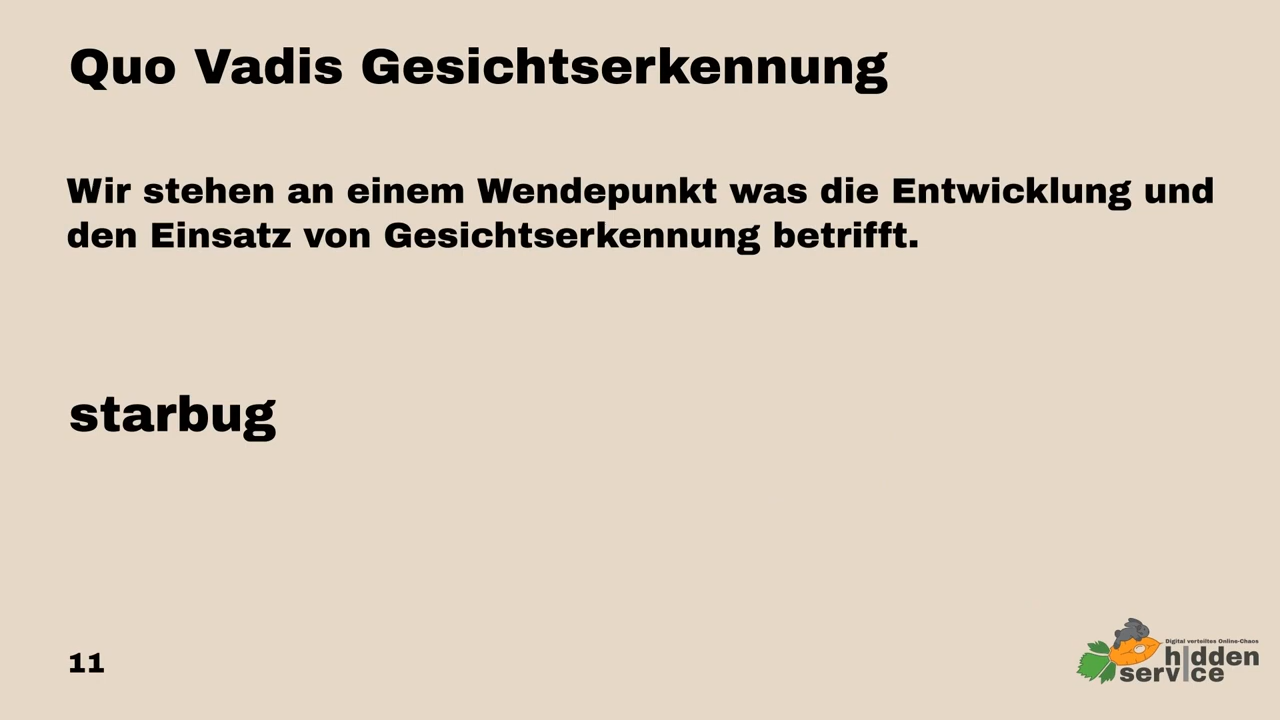 Quo Vadis Gesichtserkennung
Wir stehen an einem Wendepunkt was die Entwicklung und
den Einsatz von Gesichtserkennung betrifft.
starbug
11
Digital verteiltes Online-Chaos
hidden
service